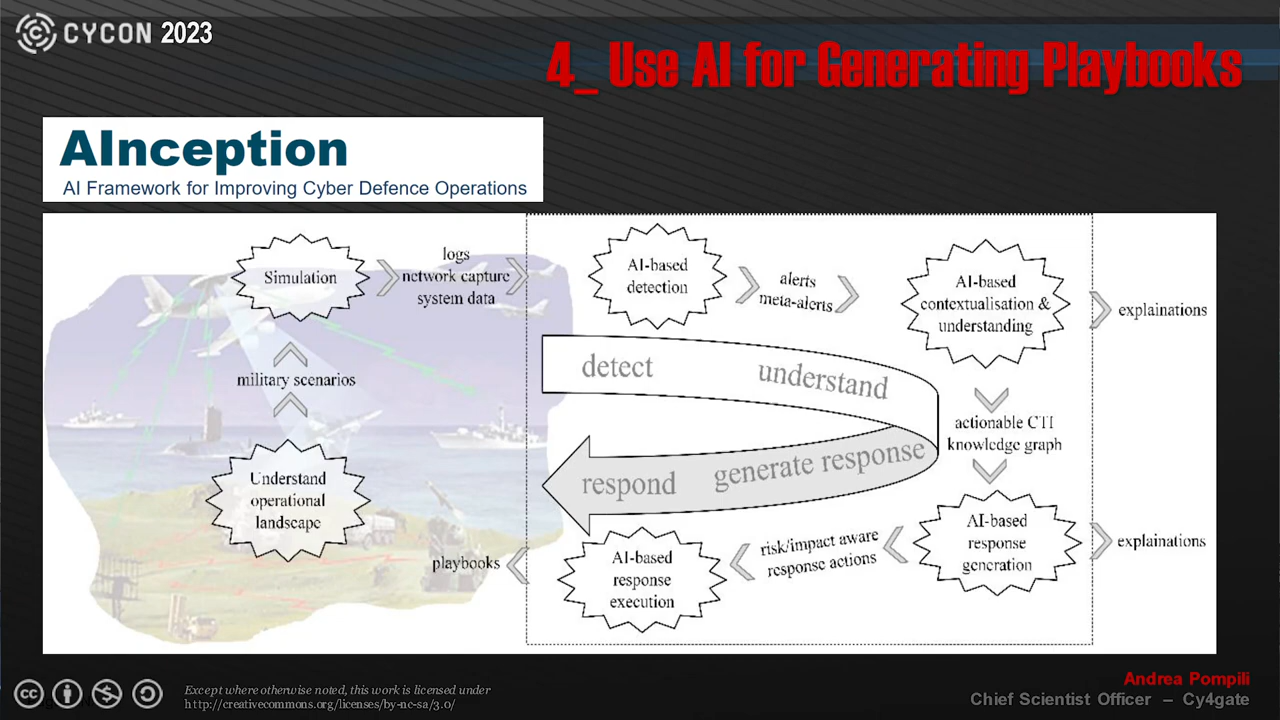 CYCON 2023
4_ Use AI for Generating Playbooks
AInception
AI Framework for Improving Cyber Defence Operations
Simulation
logs
network capture
system data
AI-based
detection
alerts
meta-alerts
AI-based
contextualisation &
understanding
explainations
military scenarios
detect
understand
actionable CTI
knowledge graph
Understand
operational
landscape
respond
generate response
playbooks
AI-based
response
execution
risk/impact aware
response actions
AI-based
response
generation
explainations
cc
Except where otherwise noted, this work is licensed under
http://creativecommons.org/licenses/by-nc-sa/3.0/
Andrea Pompili
Chief Scientist Officer – Cy4gate